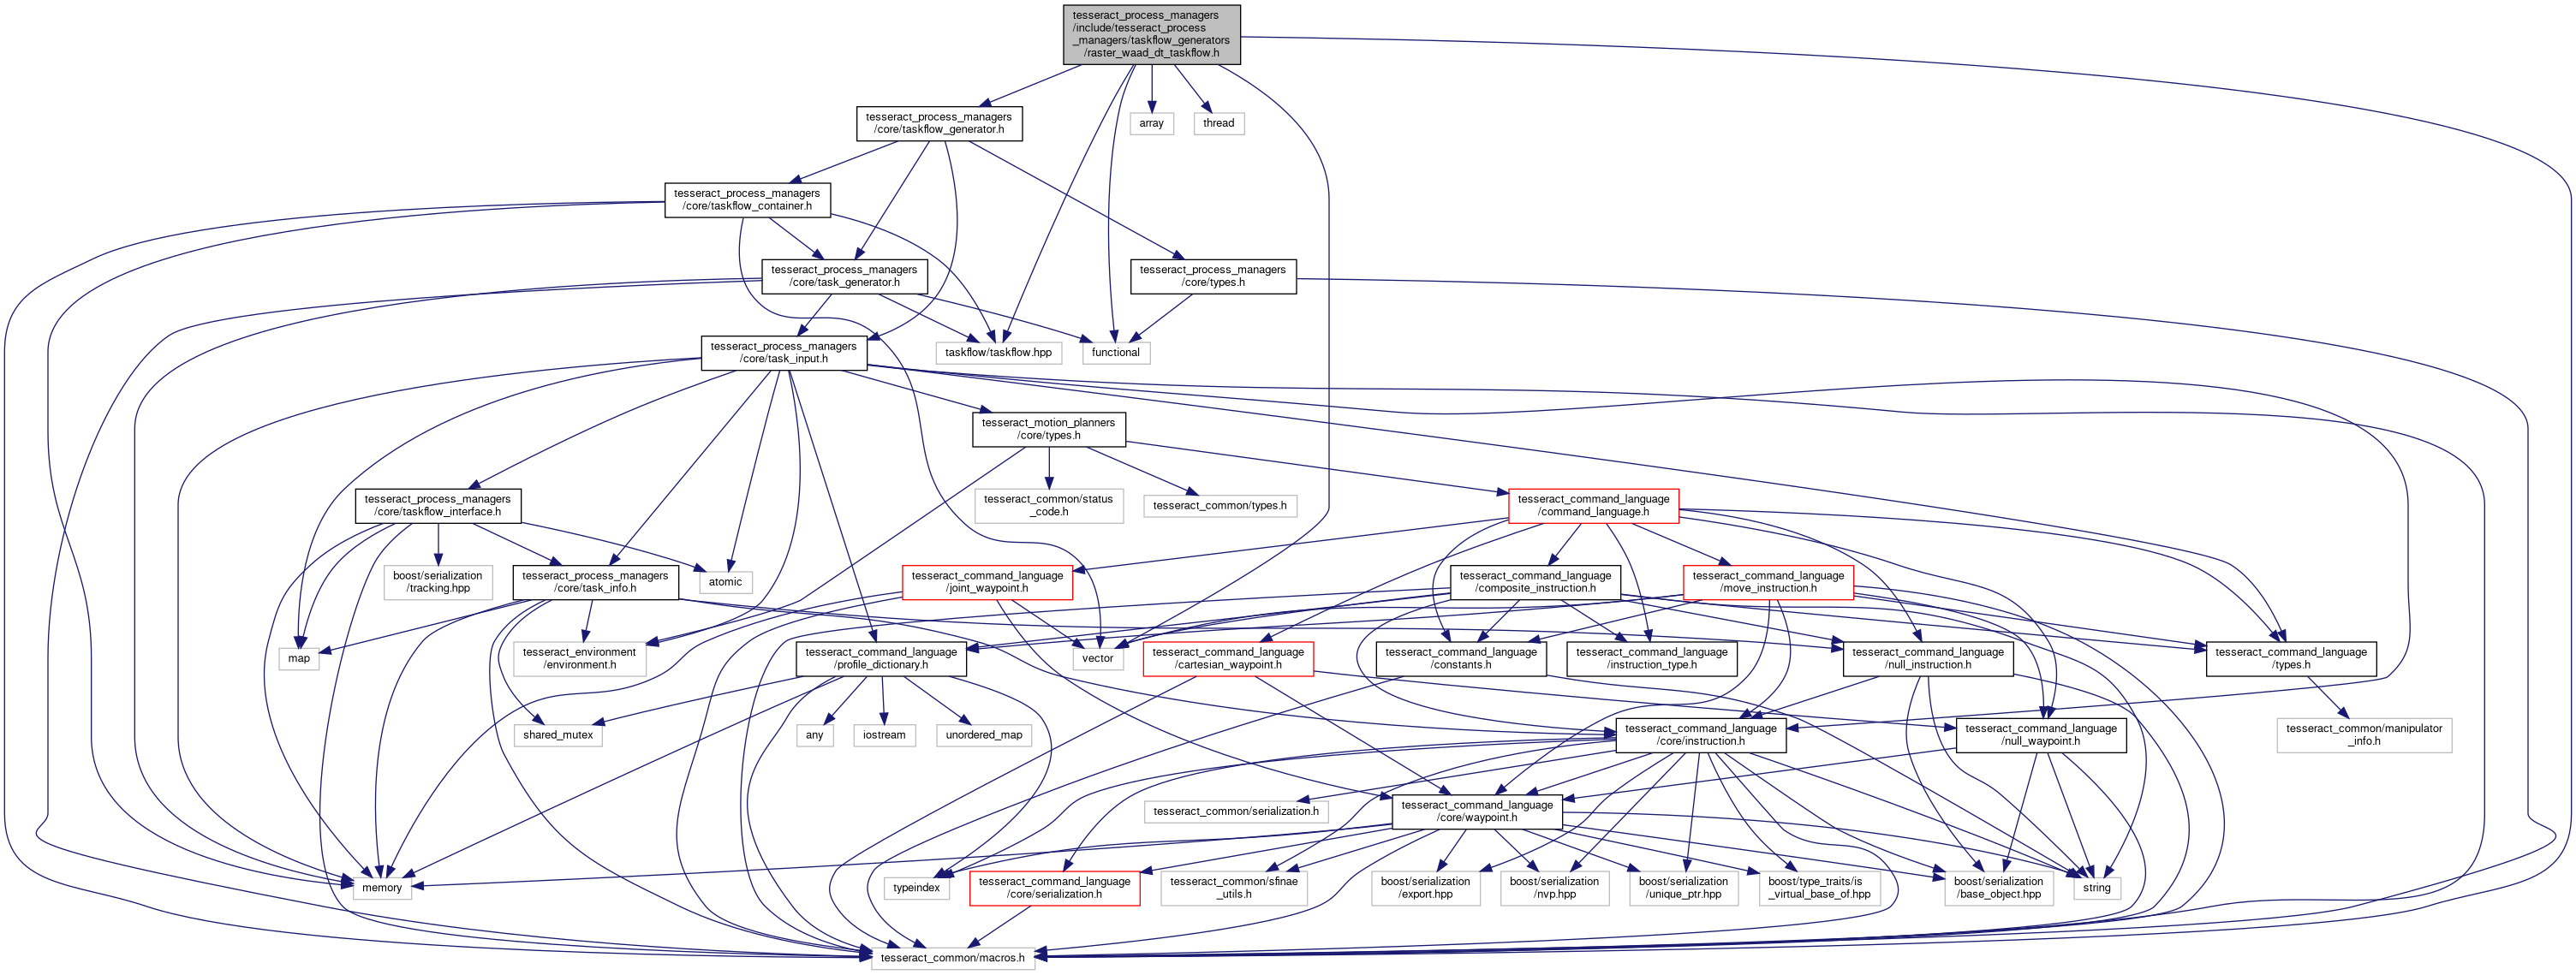 tesseract_process_managers
/include/tesseract_process
_managers/taskflow_generators
/raster_waad_dt_taskflow.h
tesseract_process_managers
/core/taskflow_generator.h
array
thread
tesseract_process_managers
/core/taskflow_container.h
tesseract_process_managers
/core/task_generator.h
tesseract_process_managers
/core/types.h
tesseract_process_managers
/core/task_input.h
taskflow/taskflow.hpp
functional
tesseract_motion_planners
/core/types.h
tesseract_process_managers
/core/taskflow_interface.h
tesseract_common/status
_code.h
tesseract_common/types.h
tesseract_command_language
/command_language.h
boost/serialization
/tracking.hpp
tesseract_process_managers
/core/task_info.h
atomic
tesseract_command_language
/joint_waypoint.h
tesseract_command_language
/composite_instruction.h
tesseract_command_language
/move_instruction.h
map
tesseract_environment
/environment.h
tesseract_command_language
/profile_dictionary.h
vector
tesseract_command_language
/cartesian_waypoint.h
tesseract_command_language
/constants.h
tesseract_command_language
/instruction_type.h
tesseract_command_language
/null_instruction.h
tesseract_command_language
/types.h
shared_mutex
any
iostream
unordered_map
tesseract_command_language
/core/instruction.h
tesseract_command_language
/null_waypoint.h
tesseract_common/manipulator
_info.h
tesseract_common/serialization.h
tesseract_command_language
/core/waypoint.h
memory
typeindex
tesseract_command_language
/core/serialization.h
tesseract_common/sfinae
_utils.h
boost/serialization
/export.hpp
boost/serialization
/nvp.hpp
boost/serialization
/unique_ptr.hpp
boost/type_traits/is
_virtual_base_of.hpp
boost/serialization
/base_object.hpp
string
tesseract_common/macros.h